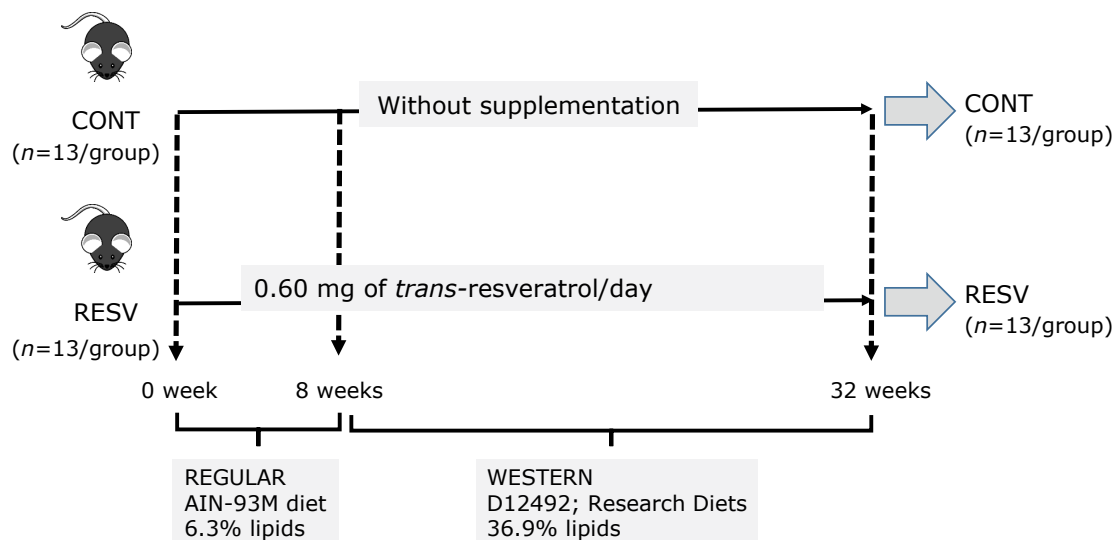 CONT
(n=13/group)
Without supplementation
CONT
(n=13/group)
RESV
(n=13/group)
0.60 mg of trans-resveratrol/day
RESV
(n=13/group)
0 week
8 weeks
32 weeks
REGULAR
AIN-93M diet
6.3% lipids
WESTERN
D12492; Research Diets
36.9% lipids